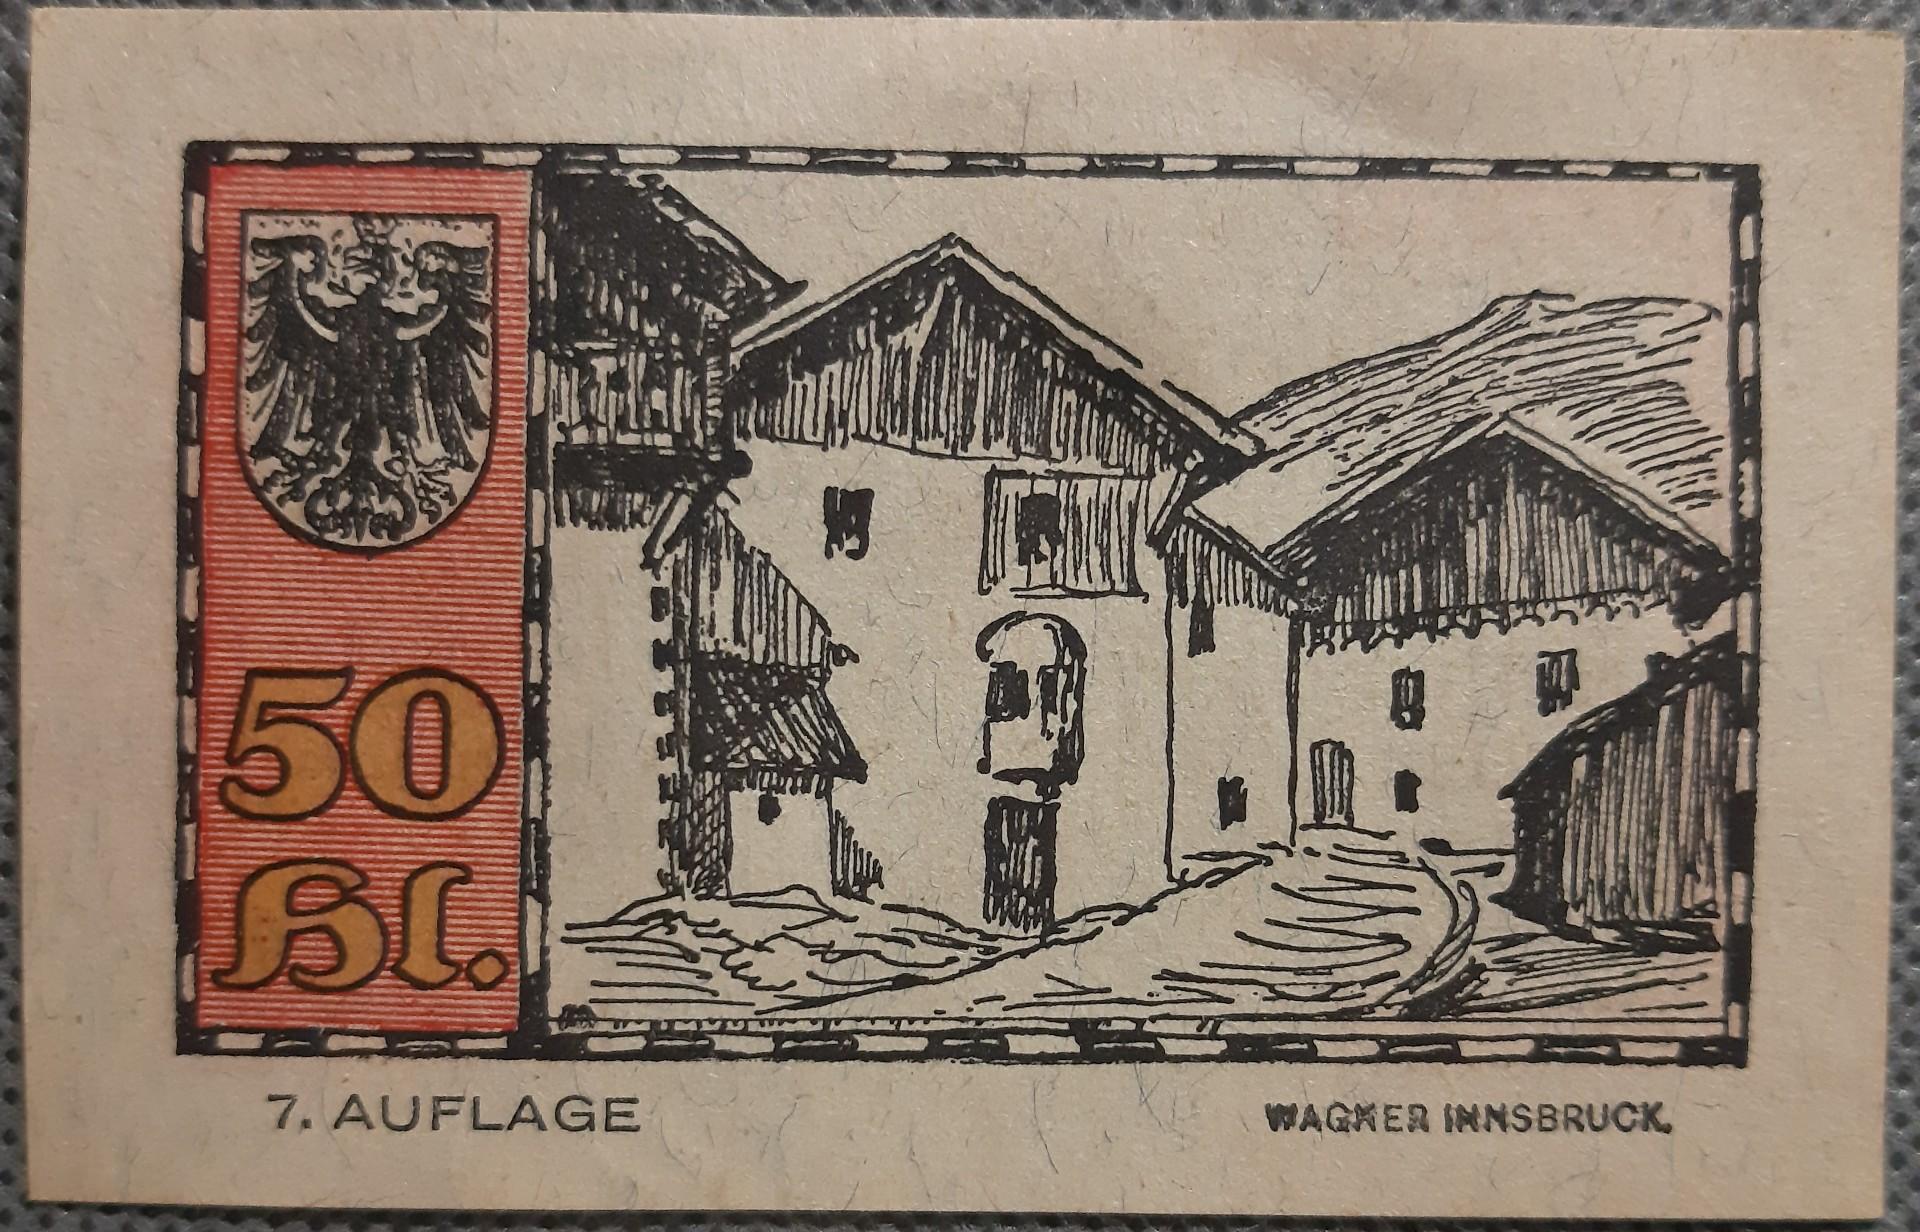 50
Hl.
7. AUFLAGE
WAGNER INNSBRUCK.